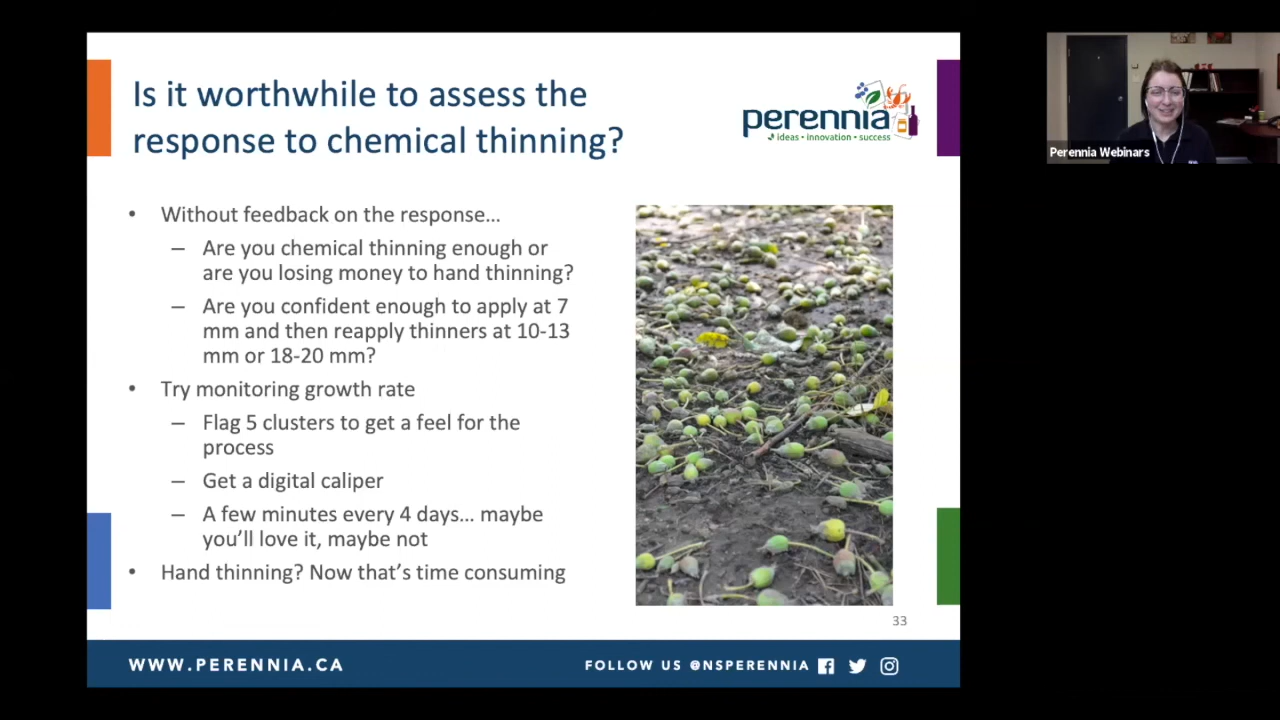 Is it worthwhile to assess the
response to chemical thinning?
perennia
ideas • innovation • success
Perennia Webinars
• Without feedback on the response…
– Are you chemical thinning enough or
are you losing money to hand thinning?
– Are you confident enough to apply at 7
mm and then reapply thinners at 10-13
mm or 18-20 mm?
• Try monitoring growth rate
– Flag 5 clusters to get a feel for the
process
– Get a digital caliper
– A few minutes every 4 days… maybe
you’ll love it, maybe not
• Hand thinning? Now that’s time consuming
33
WWW.PERENNIA.CA
FOLLOW US @NSPERENNIA